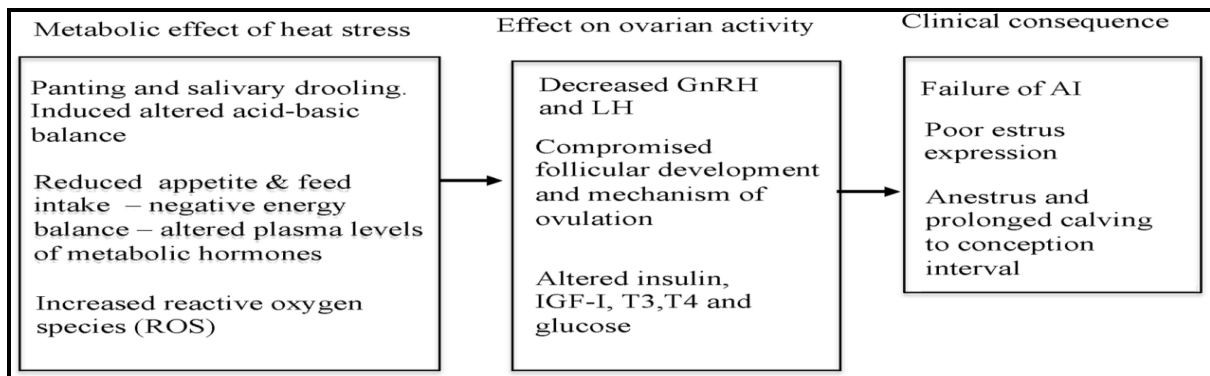 Metabolic effect of heat stress
Panting and salivary drooling.
Induced altered acid-basic
balance
Reduced appetite & feed
intake – negative energy
balance – altered plasma levels
of metabolic hormones
Increased reactive oxygen
species (ROS)
Effect on ovarian activity
Decreased GnRH
and LH
Compromised
follicular development
and mechanism of
ovulation
Altered insulin,
IGF-I, T3,T4 and
glucose
Clinical consequence
Failure of AI
Poor estrus
expression
Anestrus and
prolonged calving
to conception
interval